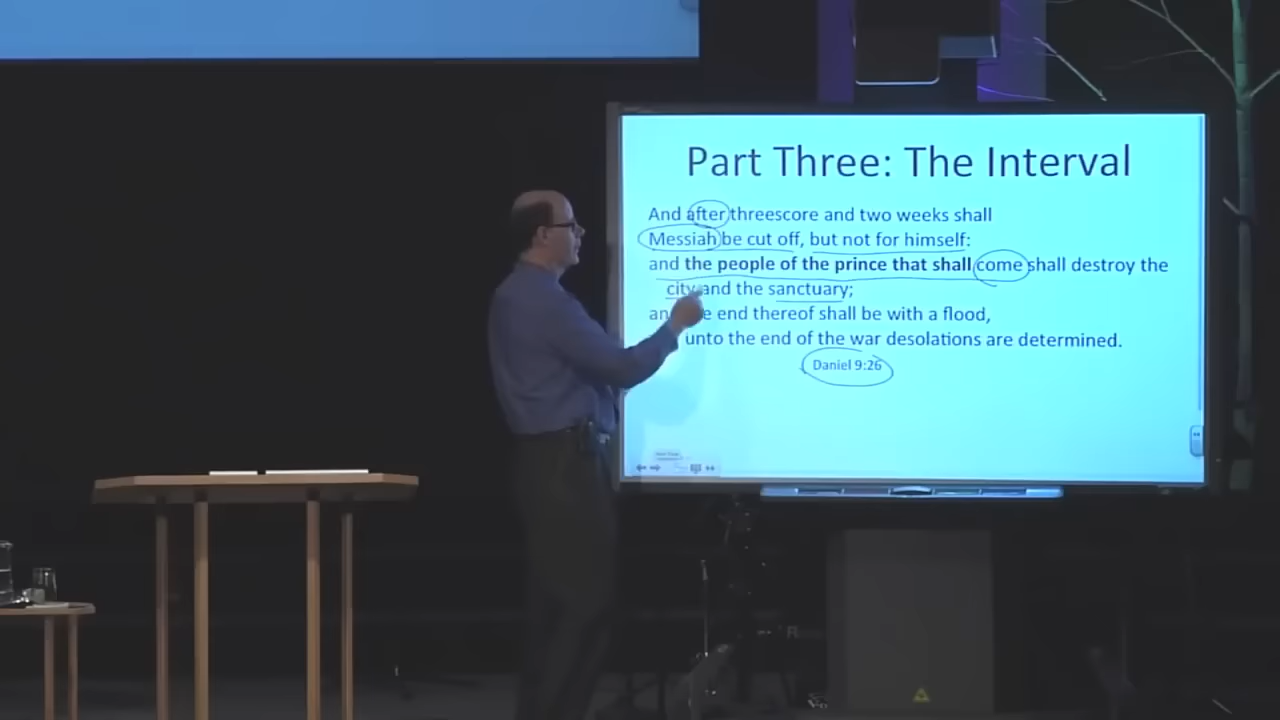 Part Three: The Interval
And after threescore and two weeks shall
Messiah be cut off, but not for himself:
and the people of the prince that shall come shall destroy the
city and the sanctuary;
an e end thereof shall be with a flood,
unto the end of the war desolations are determined.
Daniel 9:26